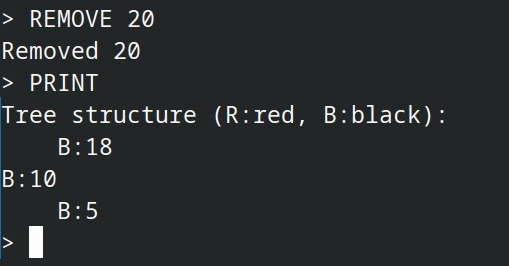 > REMOVE 20
Removed 20
> PRINT
Tree structure (R:red, B:black):
    B:18
B:10
    B:5
>